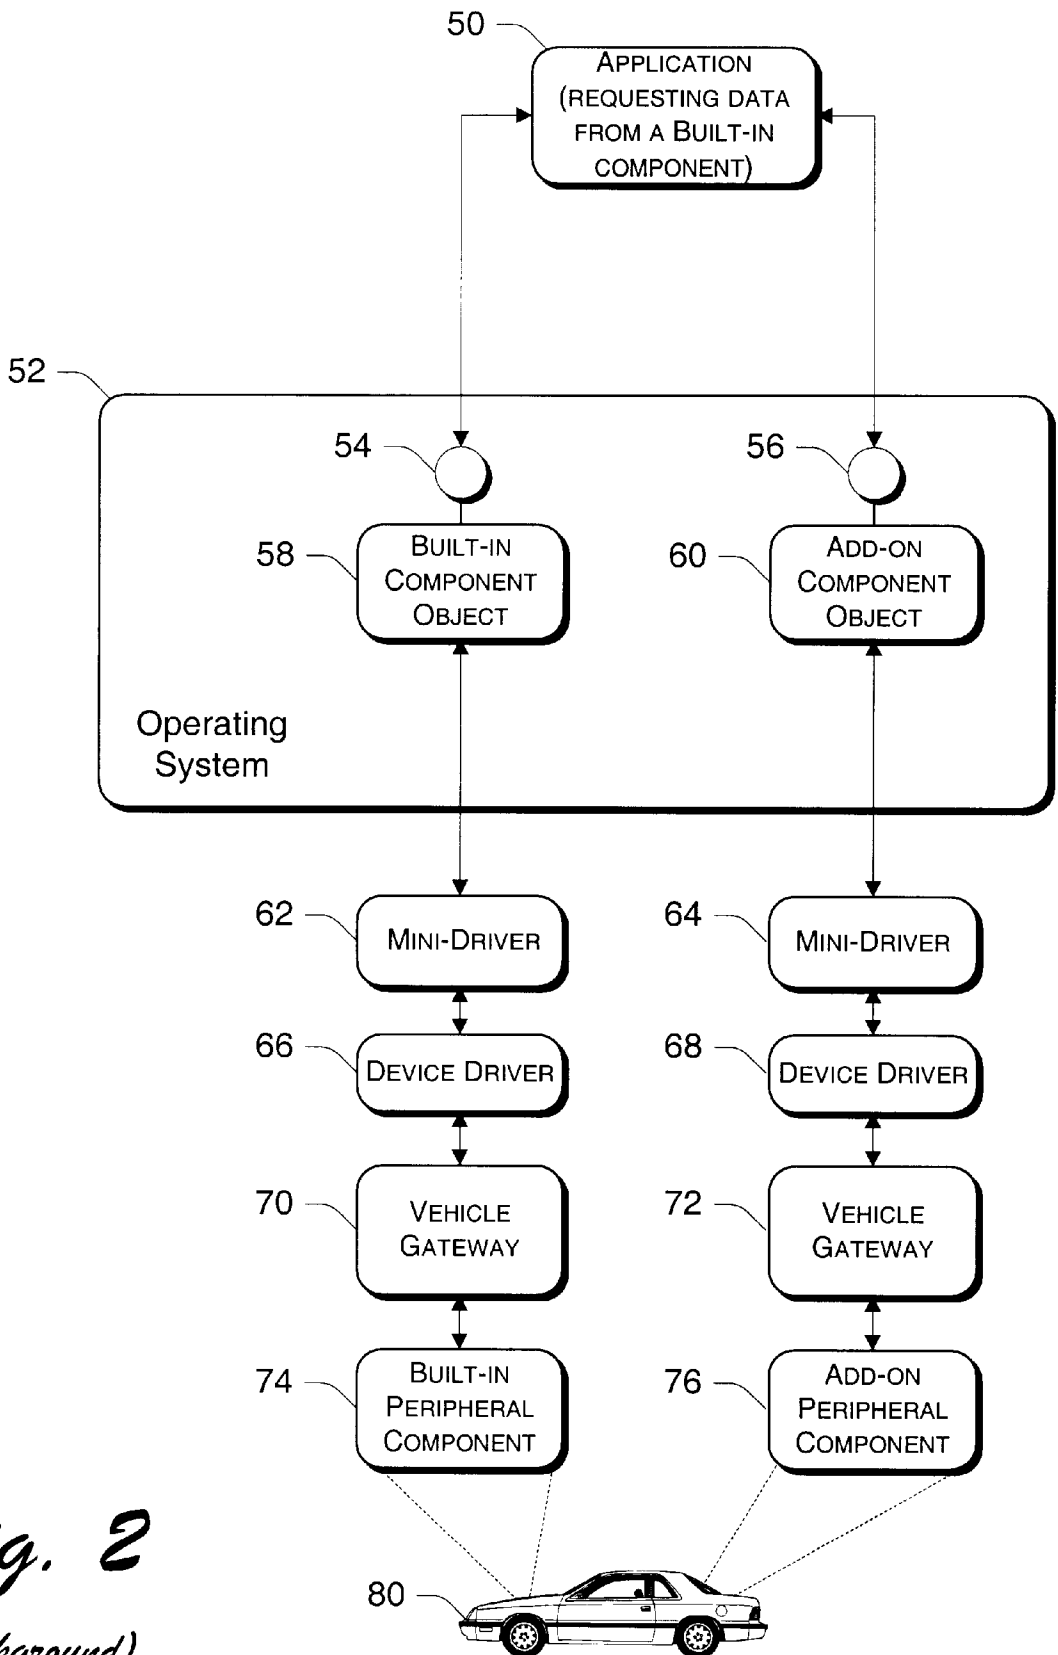 50
APPLICATION
(REQUESTING DATA
FROM A BUILT-IN
COMPONENT)
52
54
56
58
BUILT-IN
COMPONENT
OBJECT
60
ADD-ON
COMPONENT
OBJECT
Operating
System
62
MINI-DRIVER
64
MINI-DRIVER
66
DEVICE DRIVER
68
DEVICE DRIVER
70
VEHICLE
GATEWAY
72
VEHICLE
GATEWAY
74
BUILT-IN
PERIPHERAL
COMPONENT
76
ADD-ON
PERIPHERAL
COMPONENT
80
2